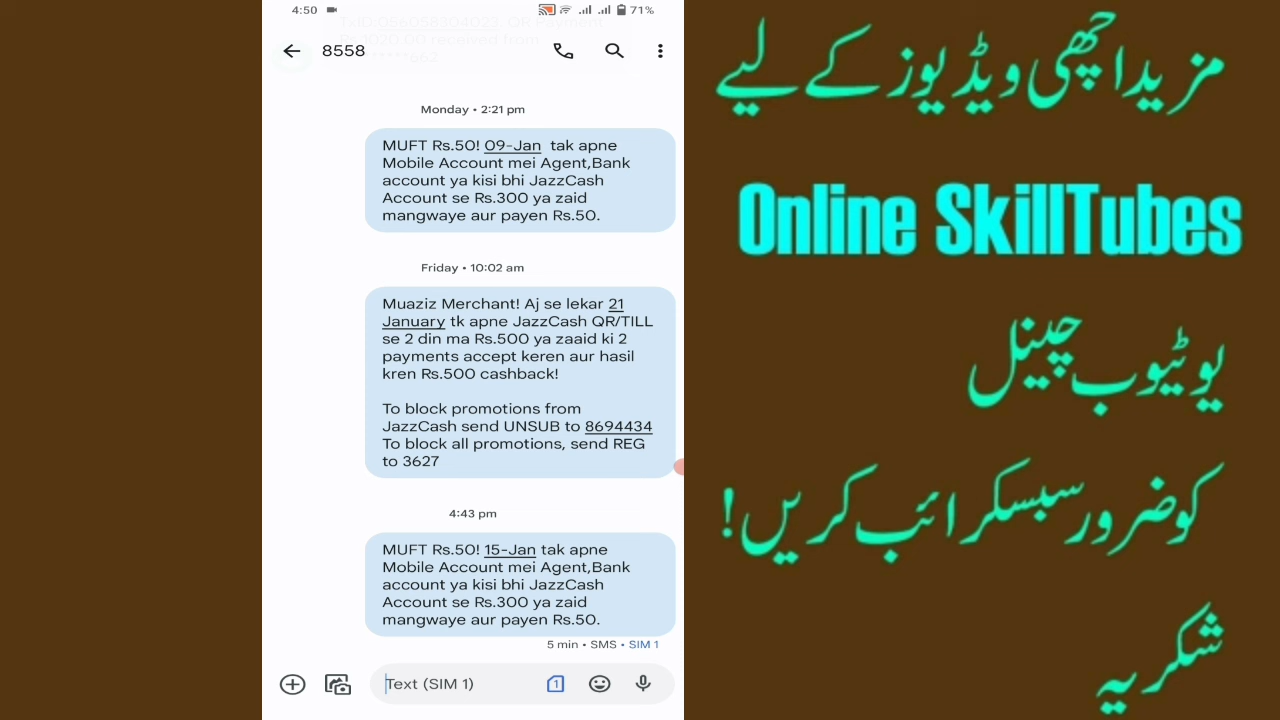 4:50
71%
8558
Monday • 2:21 pm
MUFT Rs.50! 09-Jan tak apne
Mobile Account mei Agent,Bank
account ya kisi bhi JazzCash
Account se Rs.300 ya zaid
mangwaye aur payen Rs.50.
Friday • 10:02 am
Muaziz Merchant! Aj se lekar 21
January tk apne JazzCash QR/TILL
se 2 din ma Rs.500 ya zaaid ki 2
payments accept keren aur hasil
kren Rs.500 cashback!
To block promotions from
JazzCash send UNSUB to 8694434
To block all promotions, send REG
to 3627
4:43 pm
MUFT Rs.50! 15-Jan tak apne
Mobile Account mei Agent,Bank
account ya kisi bhi JazzCash
Account se Rs.300 ya zaid
mangwaye aur payen Rs.50.
5 min • SMS • SIM 1
Text (SIM 1)
1
مزید اچھی ویڈیوز کے لیے
Online SkillTubes
یوٹیوب چینل
کو ضرور سبسکرائب کریں!
شکریہ